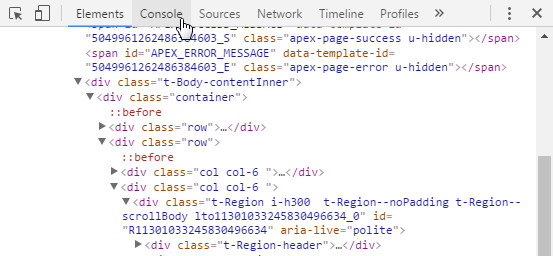 Elements Console Sources Network Timeline Profiles
"5049961262486384603_S" class="apex-page-success u-hidden"></span>
<span id="APEX_ERROR_MESSAGE" data-template-id=
"5049961262486384603_E" class="apex-page-error u-hidden"></span>
▼<div class="t-Body-contentInner">
▼<div class="container">
::before
▶<div class="row">…</div>
▼<div class="row">
::before
▶<div class="col col-6 ">…</div>
▼<div class="col col-6 ">
▼<div class="t-Region i-h300  t-Region--noPadding t-Region--
scrollBody lto11301033245830496634_0" id=
"R11301033245830496634" aria-live="polite">
▶<div class="t-Region-header">…</div>